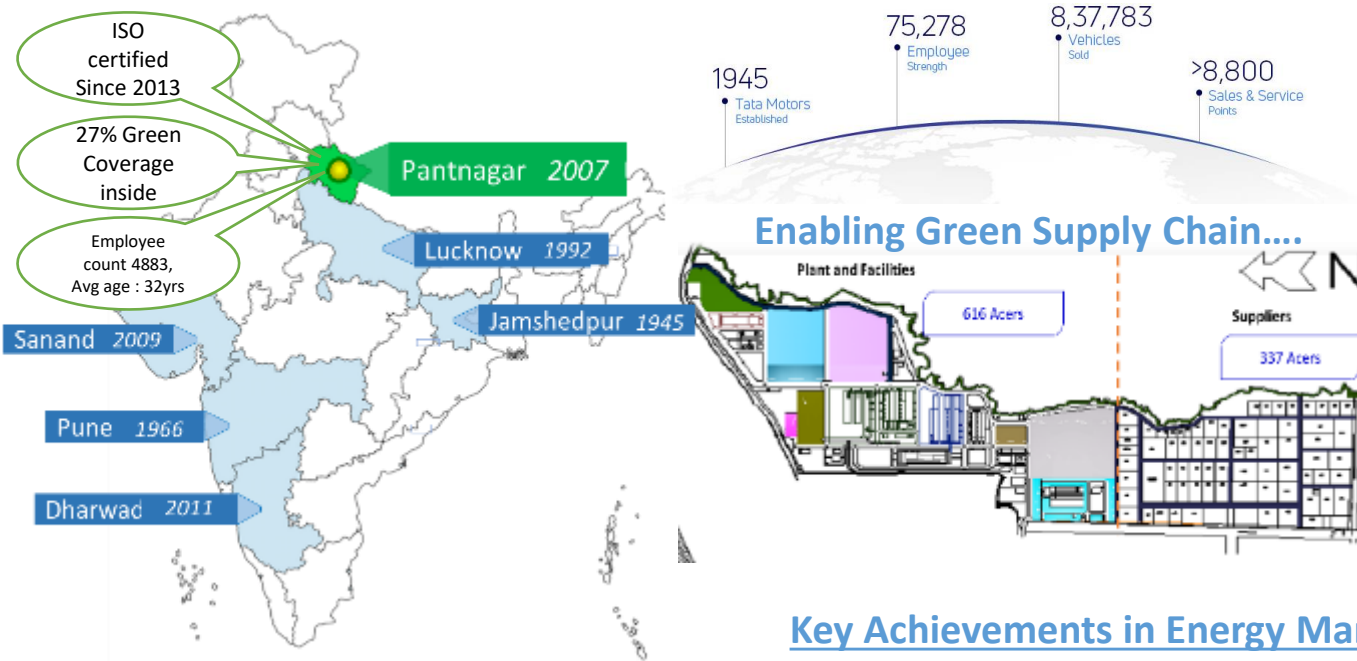 ISO
certified
Since 2013
27% Green
Coverage
inside
Employee
count 4883,
Avg age : 32yrs
Pantnagar 2007
Lucknow 1992
Jamshedpur 1945
Sanand 2009
Pune 1966
Dharwad 2011
1945
Tata Motors
Established
75,278
Employee
Strength
8,37,783
Vehicles
Sold
>8,800
Sales & Service
Points
Enabling Green Supply Chain....
Plant and Facilities
616 Acers
N
Suppliers
337 Acers
Key Achievements in Energy Ma